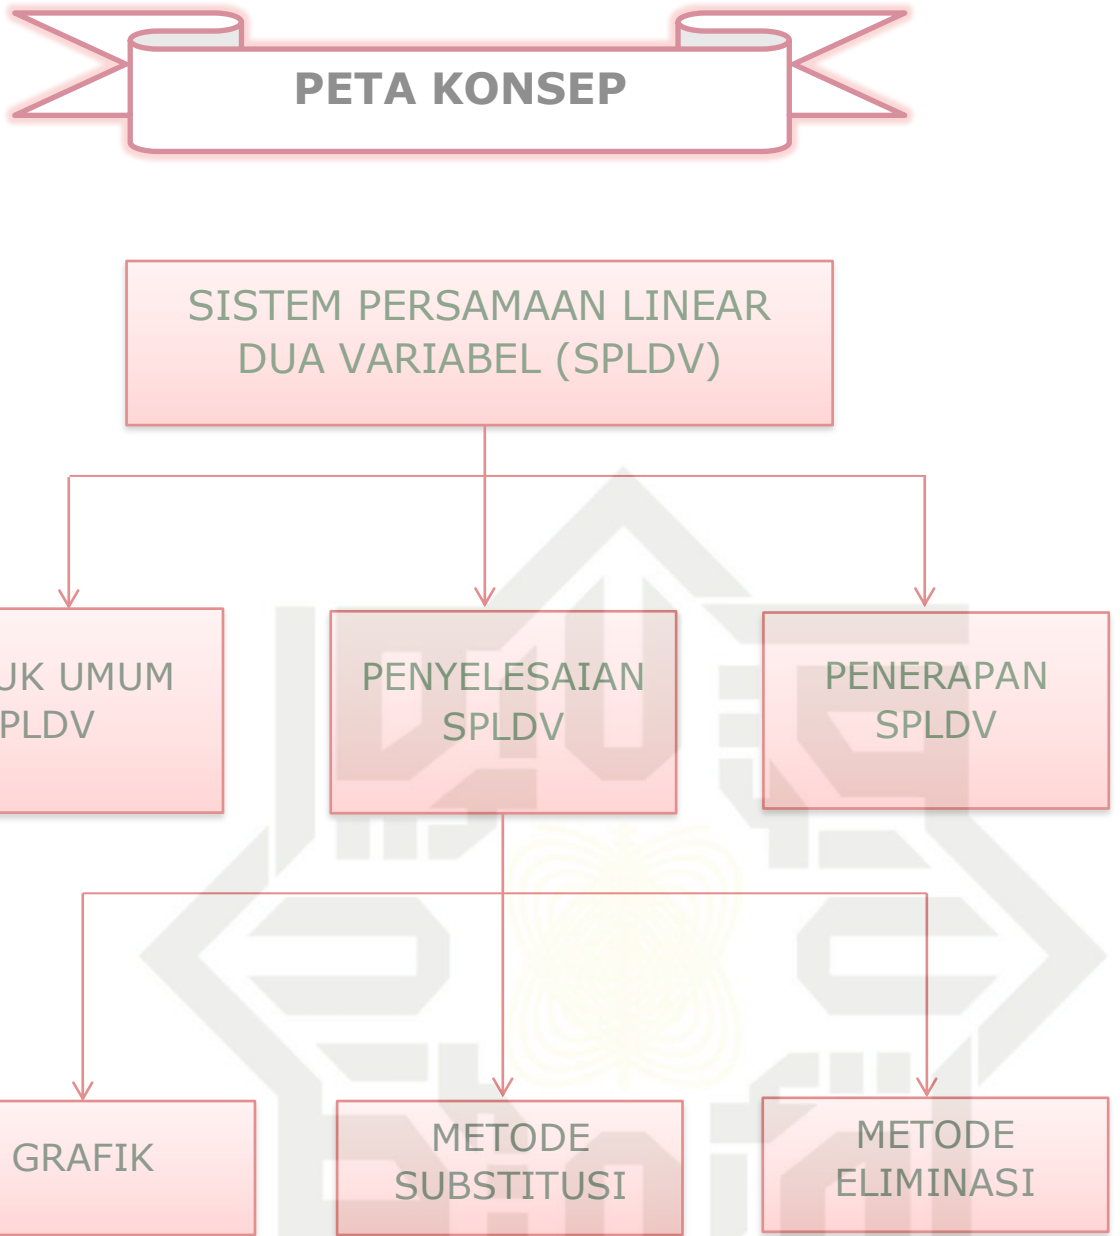 PETA KONSEP
SISTEM PERSAMAAN LINEAR
DUA VARIABEL (SPLDV)
UK UMUM
PLDV
PENYELESAIAN
SPLDV
PENERAPAN
SPLDV
GRAFIK
METODE
SUBSTITUSI
METODE
ELIMINASI